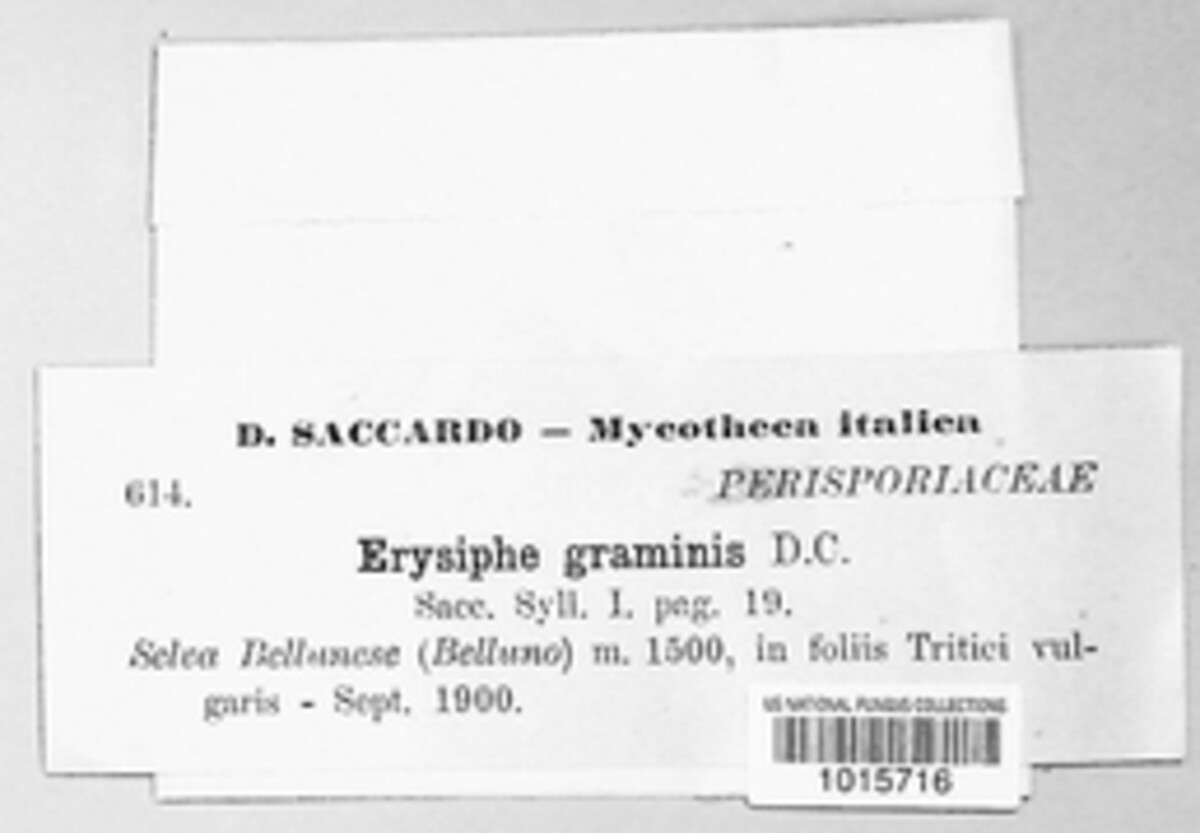 D. SACCARDO — Mycotheca italica
614.
PERISPORIACEAE
Erysiphe graminis D.C.
Sacc. Syll. I. pag. 19.
Selva Bellunese (Belluno) m. 1500, in foliis Tritici vul-
garis - Sept. 1900.
US NATIONAL FUNGUS COLLECTIONS
1015716